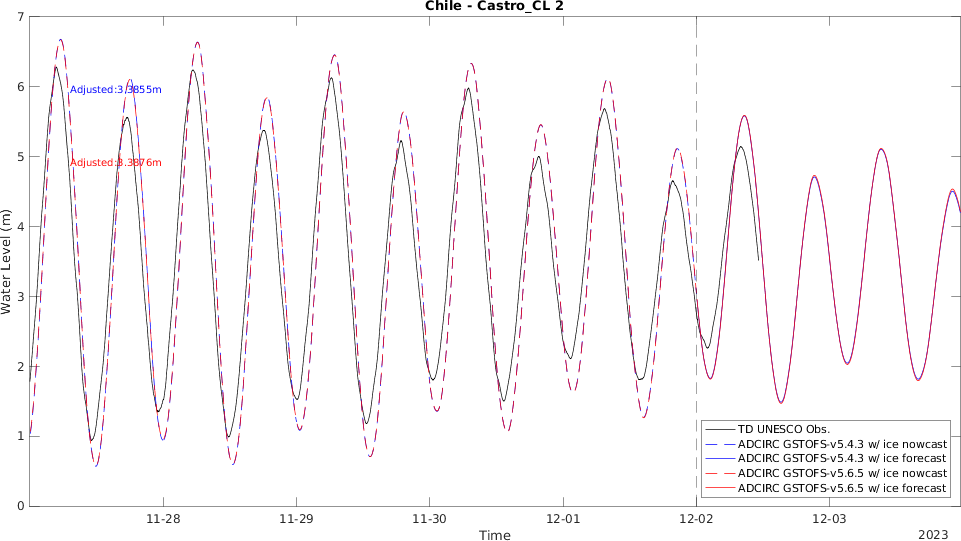 Chile - Castro_CL 2
7
6
5
4
3
2
1
0
Water Level (m)
Adjusted:3.3855m
Adjusted:3.3876m
TD UNESCO Obs.
ADCIRC GSTOFS-v5.4.3 w/ ice nowcast
ADCIRC GSTOFS-v5.4.3 w/ ice forecast
ADCIRC GSTOFS-v5.6.5 w/ ice nowcast
ADCIRC GSTOFS-v5.6.5 w/ ice forecast
11-28
11-29
11-30
12-01
12-02
12-03
Time
2023